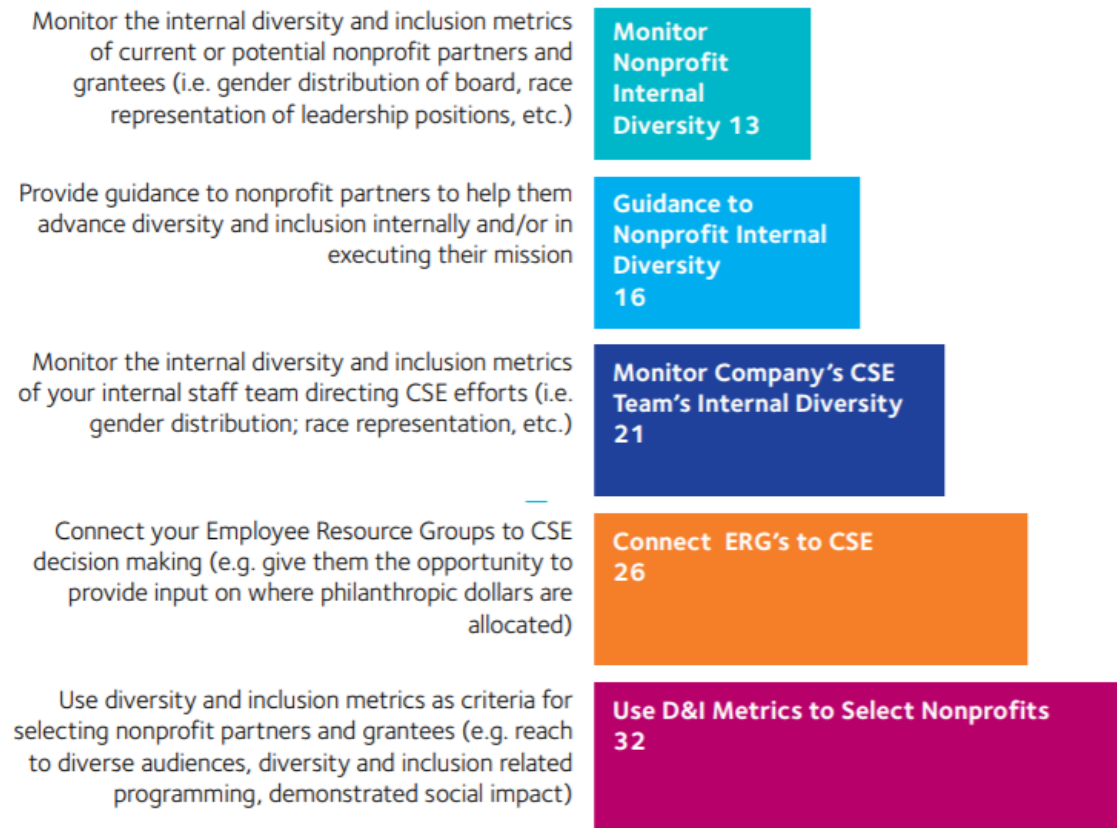 Monitor the internal diversity and inclusion metrics
of current or potential nonprofit partners and
grantees (i.e. gender distribution of board, race
representation of leadership positions, etc.)
Monitor
Nonprofit
Internal
Diversity 13
Provide guidance to nonprofit partners to help them
advance diversity and inclusion internally and/or in
executing their mission
Guidance to
Nonprofit Internal
Diversity
16
Monitor the internal diversity and inclusion metrics
of your internal staff team directing CSE efforts (i.e.
gender distribution; race representation, etc.)
Monitor Company's CSE
Team's Internal Diversity
21
Connect your Employee Resource Groups to CSE
decision making (e.g. give them the opportunity to
provide input on where philanthropic dollars are
allocated)
Connect ERG's to CSE
26
Use diversity and inclusion metrics as criteria for
selecting nonprofit partners and grantees (e.g. reach
to diverse audiences, diversity and inclusion related
programming, demonstrated social impact)
Use D&I Metrics to Select Nonprofits
32